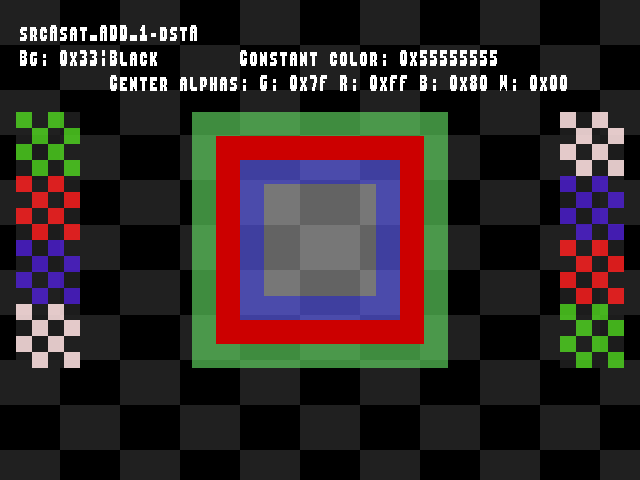 srcAsat_ADD_1-dstA
Bg: 0x33¦Black Constant color: 0x55555555
Center alphas: G: 0x7f R: 0xff B: 0x80 W: 0x00